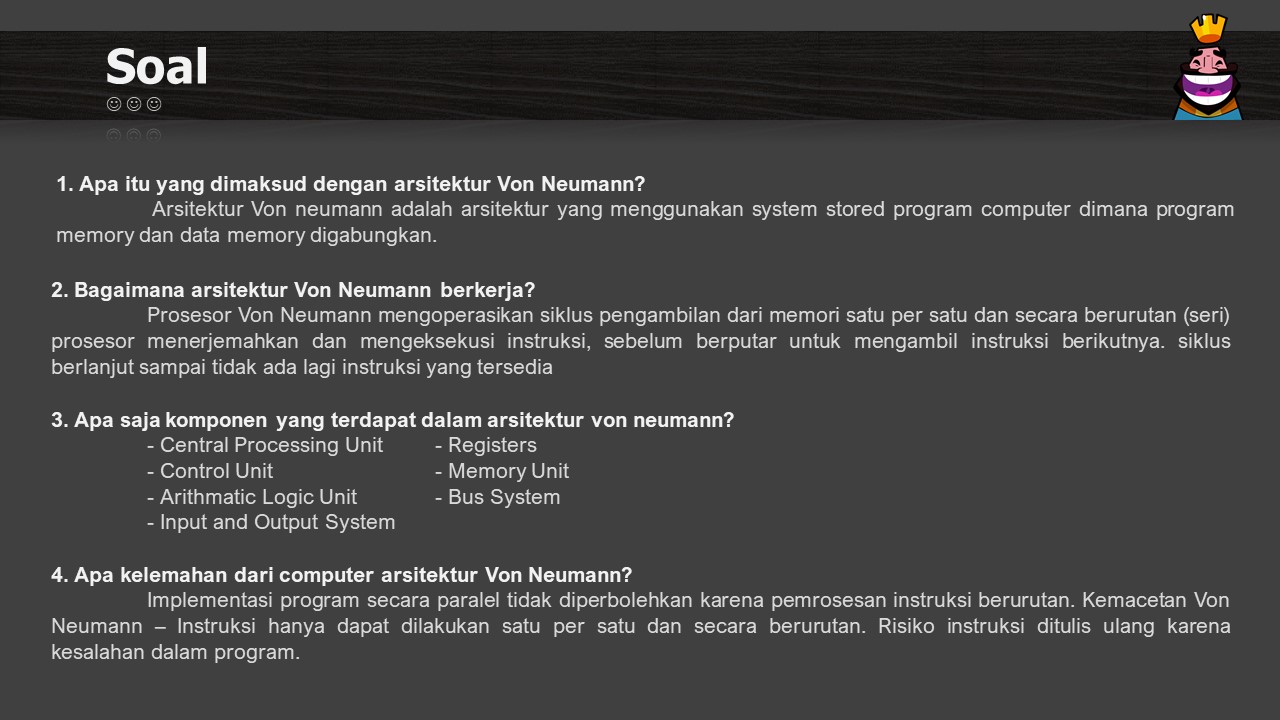 Soal
☺☺☺
1. Apa itu yang dimaksud dengan arsitektur Von Neumann?
Arsitektur Von neumann adalah arsitektur yang menggunakan system stored program computer dimana program
memory dan data memory digabungkan.
2. Bagaimana arsitektur Von Neumann berkerja?
Prosesor Von Neumann mengoperasikan siklus pengambilan dari memori satu per satu dan secara berurutan (seri)
prosesor menerjemahkan dan mengeksekusi instruksi, sebelum berputar untuk mengambil instruksi berikutnya. siklus
berlanjut sampai tidak ada lagi instruksi yang tersedia
3. Apa saja komponen yang terdapat dalam arsitektur von neumann?
- Central Processing Unit - Registers
- Control Unit - Memory Unit
- Arithmatic Logic Unit - Bus System
- Input and Output System
4. Apa kelemahan dari computer arsitektur Von Neumann?
Implementasi program secara paralel tidak diperbolehkan karena pemrosesan instruksi berurutan. Kemacetan Von
Neumann – Instruksi hanya dapat dilakukan satu per satu dan secara berurutan. Risiko instruksi ditulis ulang karena
kesalahan dalam program.